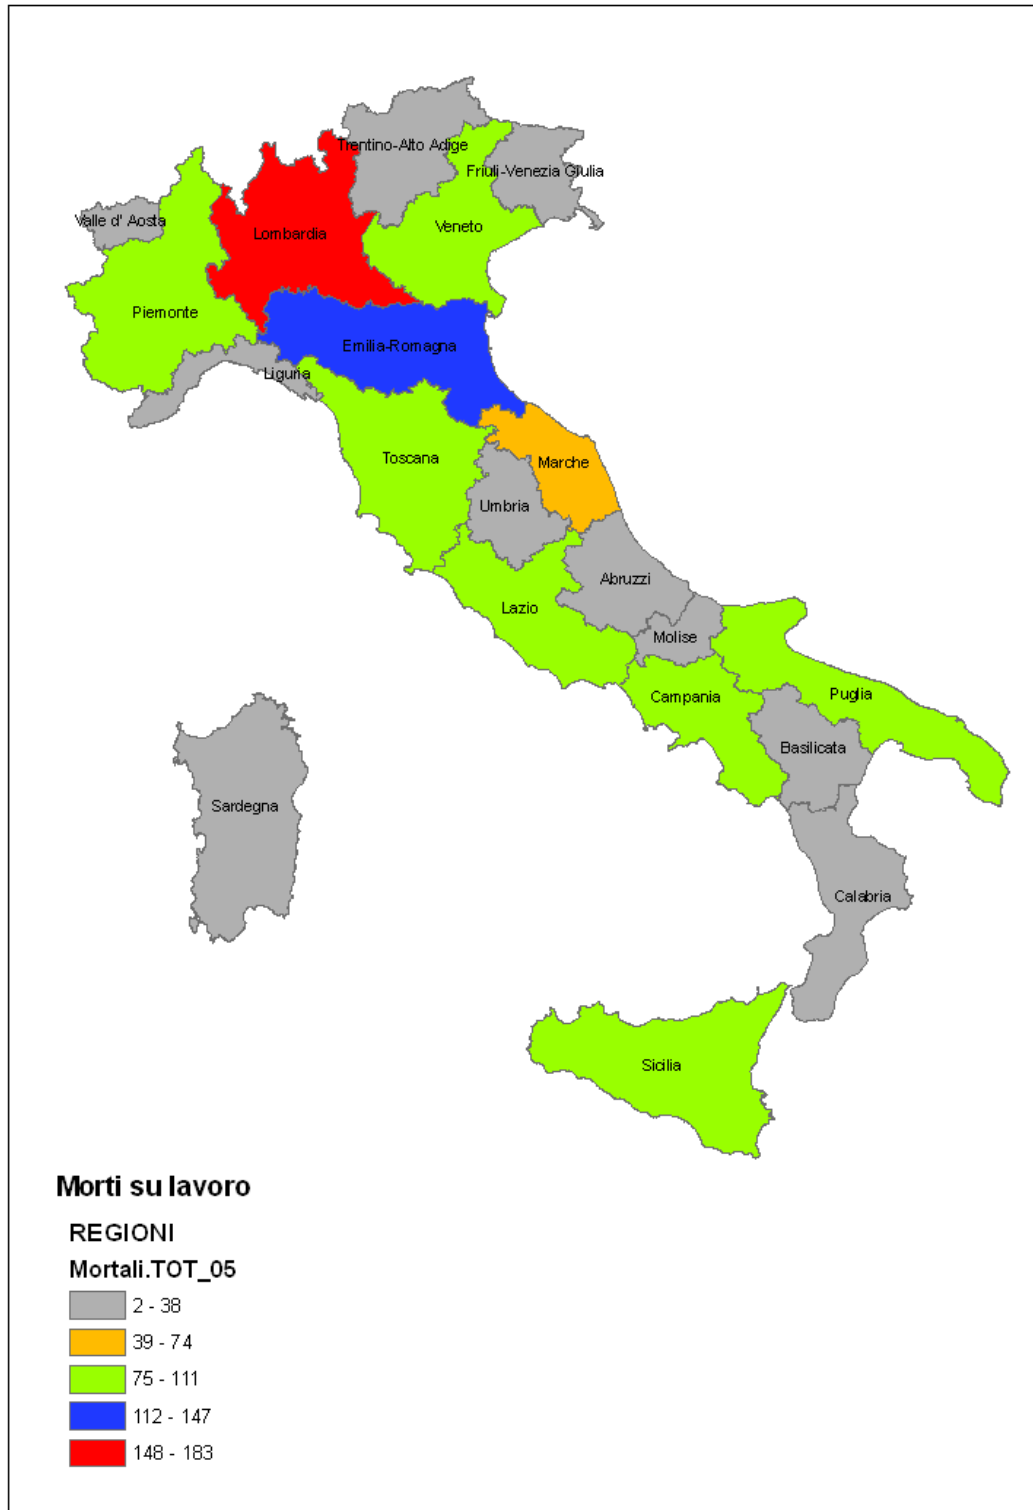 Trentino-Alto Adige
Friuli-Venezia Giulia
Valle d' Aosta
Lombardia
Veneto
Piemonte
Emilia-Romagna
Liguria
Toscana
Marche
Umbria
Abruzzi
Lazio
Molise
Campania
Puglia
Basilicata
Sardegna
Calabria
Sicilia
Morti su lavoro
REGIONI
Mortali.TOT_05
2 - 38
39 - 74
75 - 111
112 - 147
148 - 183